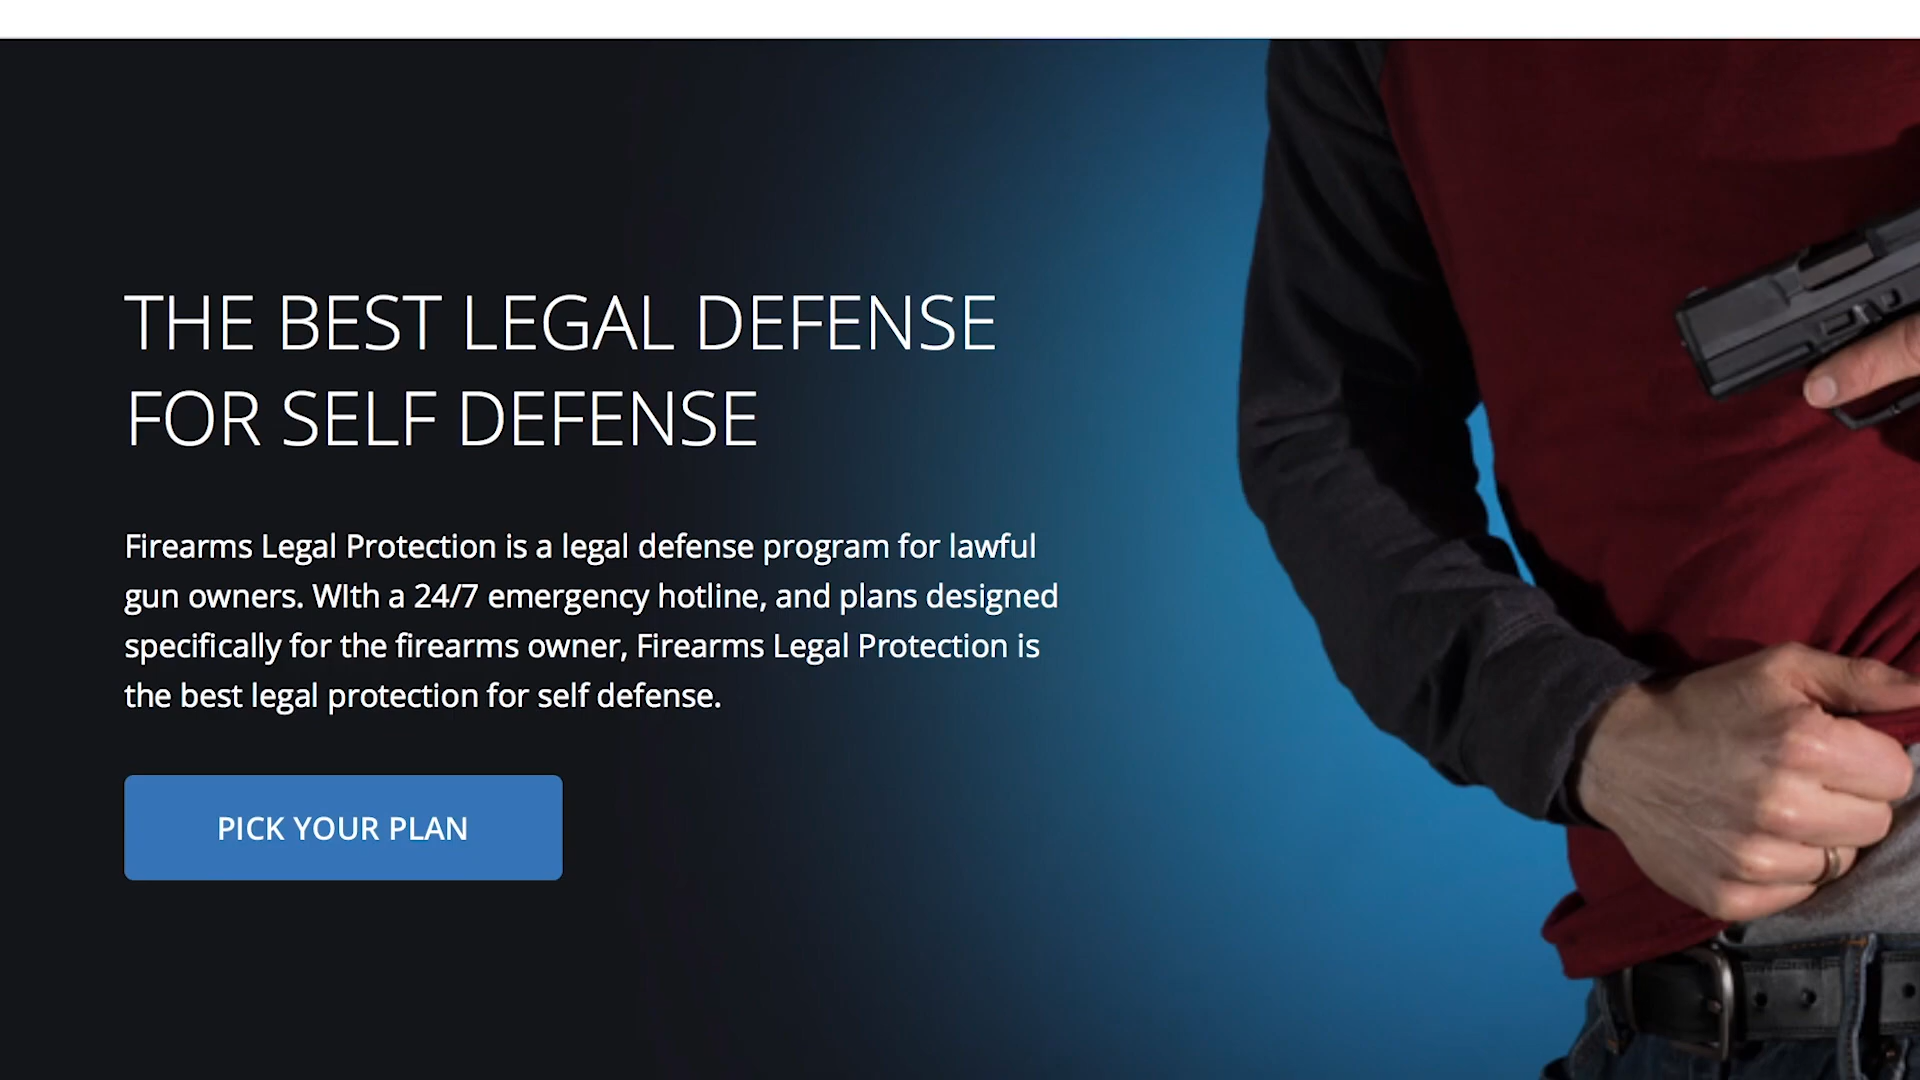 THE BEST LEGAL DEFENSE
FOR SELF DEFENSE
Firearms Legal Protection is a legal defense program for lawful
gun owners. WIth a 24/7 emergency hotline, and plans designed
specifically for the firearms owner, Firearms Legal Protection is
the best legal protection for self defense.
PICK YOUR PLAN